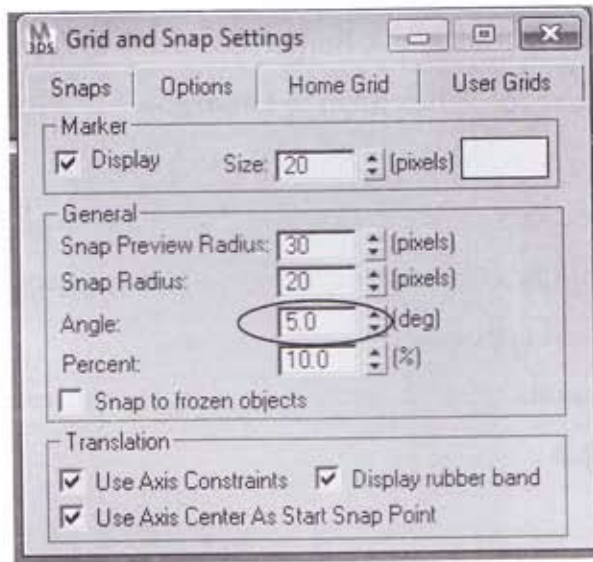 M 3DS Grid and Snap Settings
Snaps Options Home Grid User Grids
Marker
Display Size: 20 (pixels)
General
Snap Preview Radius: 30 (pixels)
Snap Radius: 20 (pixels)
Angle: 5.0 (deg)
Percent: 10.0 (%)
Snap to frozen objects
Translation
Use Axis Constraints Display rubber band
Use Axis Center As Start Snap Point